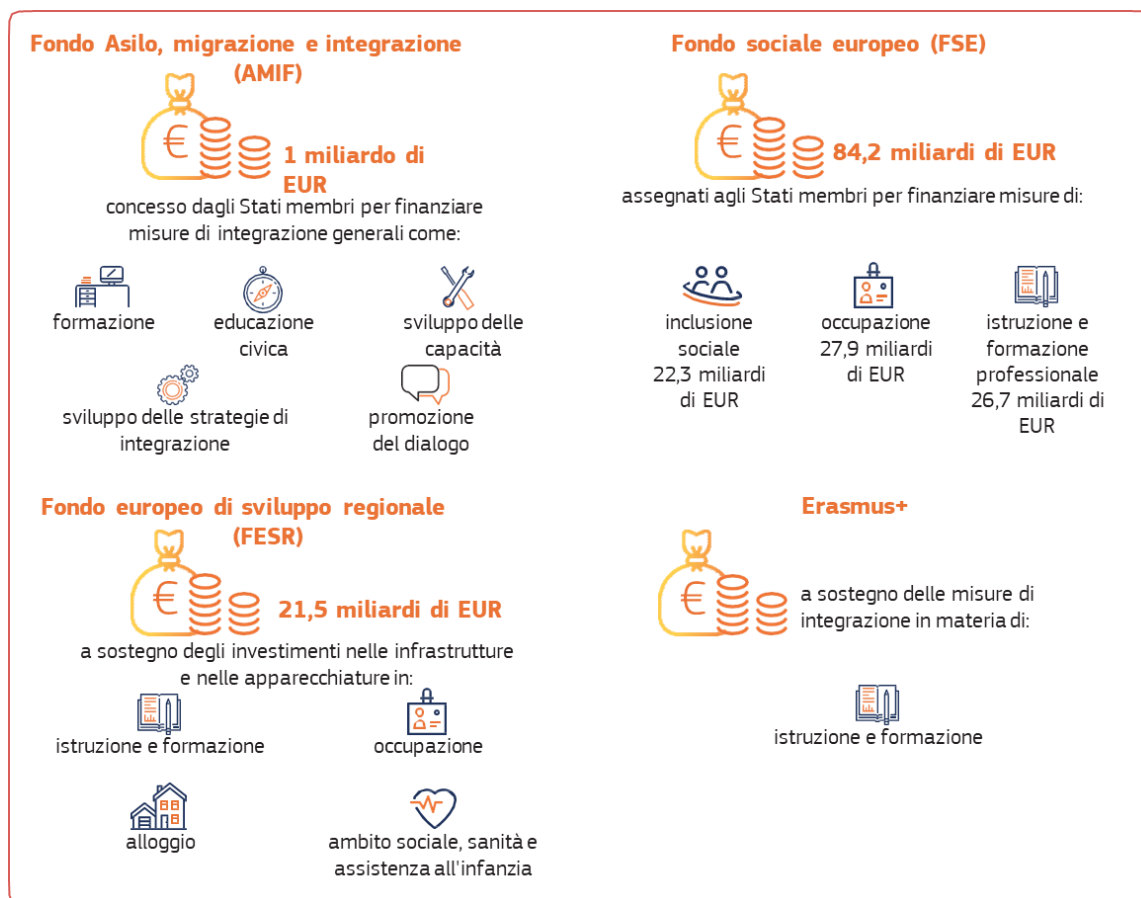 Fondo Asilo, migrazione e integrazione
(AMIF)
€
1 miliardo di
EUR
concesso dagli Stati membri per finanziare
misure di integrazione generali come:
formazione
educazione
civica
sviluppo delle
capacità
sviluppo delle strategie di
integrazione
promozione
del dialogo
Fondo sociale europeo (FSE)
€
84,2 miliardi di EUR
assegnati agli Stati membri per finanziare misure di:
inclusione
sociale
22,3 miliardi
di EUR
occupazione
27,9 miliardi
di EUR
istruzione e
formazione
professionale
26,7 miliardi di
EUR
Fondo europeo di sviluppo regionale
(FESR)
€
21,5 miliardi di EUR
a sostegno degli investimenti nelle infrastrutture
e nelle apparecchiature in:
istruzione e formazione
occupazione
alloggio
ambito sociale, sanità e
assistenza all'infanzia
Erasmus+
€
a sostegno delle misure di
integrazione in materia di:
istruzione e formazione